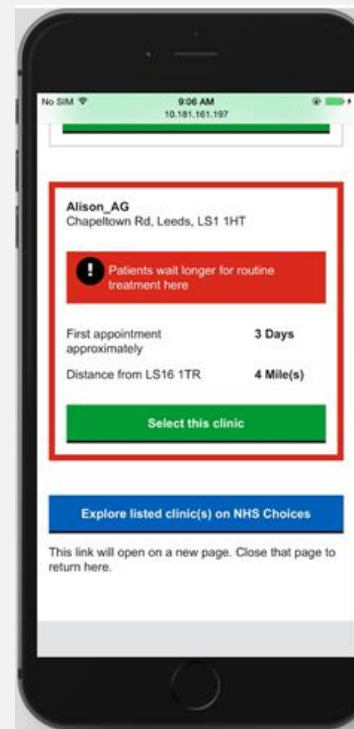 No SIM 9:06 AM
10.181.161.197
Alison_AG
Chapeltown Rd, Leeds, LS1 1HT
! Patients wait longer for routine
treatment here
First appointment 3 Days
approximately
Distance from LS16 1TR 4 Mile(s)
Select this clinic
Explore listed clinic(s) on NHS Choices
This link will open on a new page. Close that page to
return here.